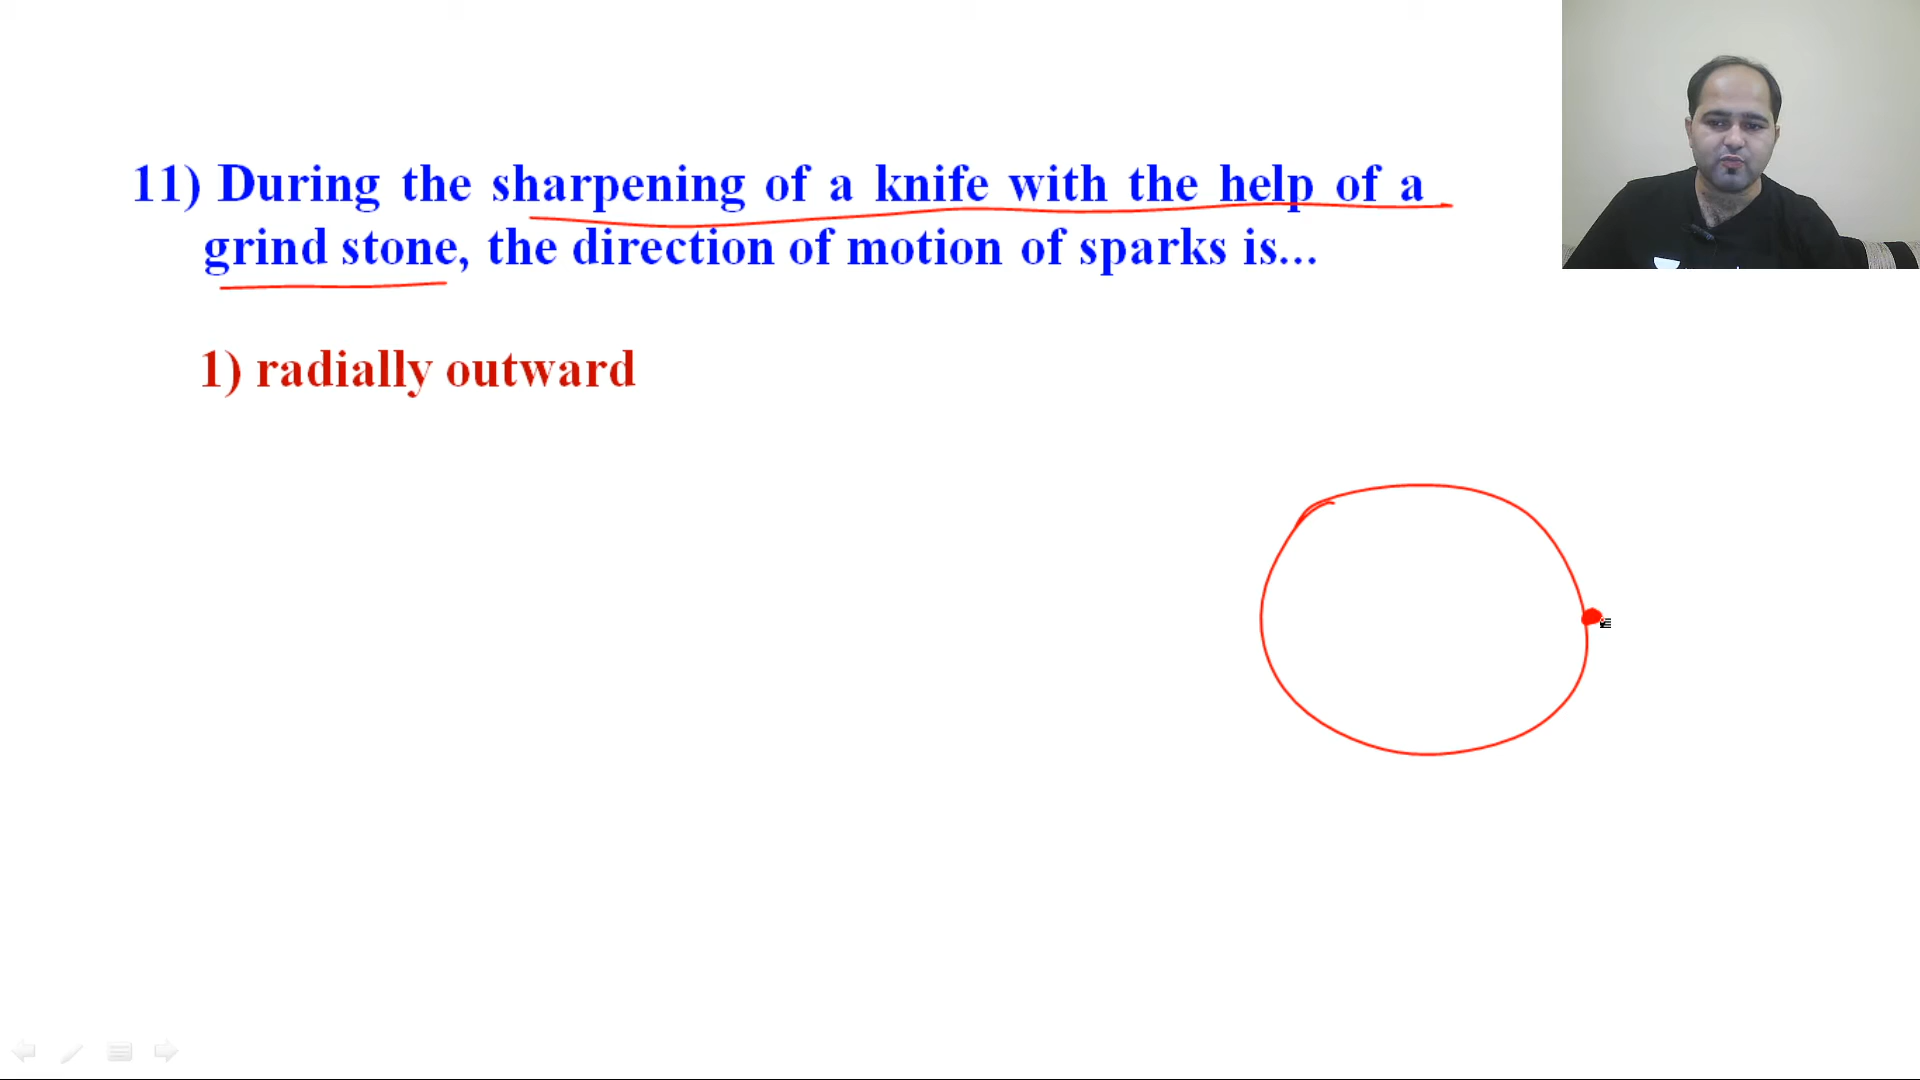 11) During the sharpening of a knife with the help of a
grind stone, the direction of motion of sparks is...
1) radially outward